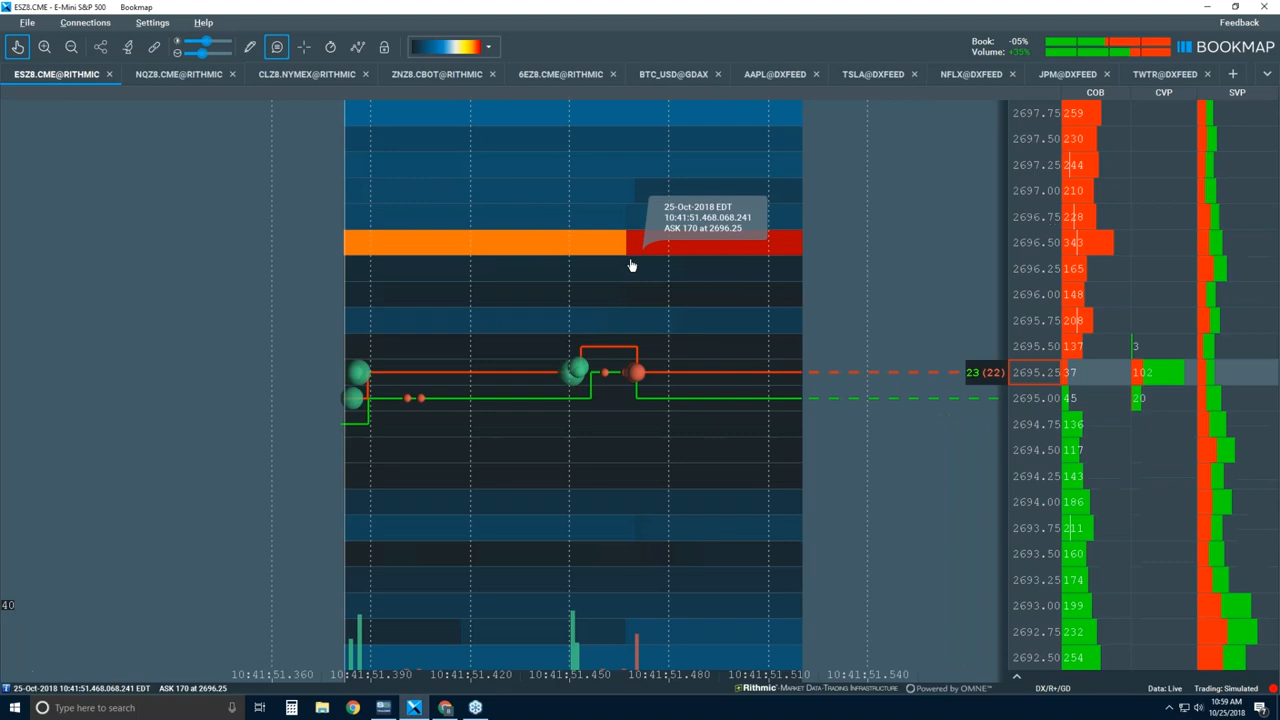 ESZ8.CME - E-Mini S&P 500 Bookmap
File Connections Settings Help Feedback
Book: -05%
Volume: +35%
BOOKMAP
ESZ8.CME@RITHMIC NQZ8.CME@RITHMIC CLZ8.NYMEX@RITHMIC ZNZ8.CBOT@RITHMIC 6EZ8.CME@RITHMIC BTC_USD@GDAX AAPL@DXFEED TSLA@DXFEED NFLX@DXFEED JPM@DXFEED TWTR@DXFEED
COB CVP SVP
2697.75 259
2697.50 230
2697.25 244
2697.00 210
25-Oct-2018 EDT
10:41:51.468.068.241
ASK 170 at 2696.25
2696.75 228
2696.50 343
2696.25 165
2696.00 148
2695.75 208
2695.50 137 3
23 (22) 2695.25 37 102
2695.00 45 20
2694.75 136
2694.50 117
2694.25 143
2694.00 186
2693.75 211
2693.50 160
2693.25 174
40 2693.00 199
2692.75 232
2692.50 254
10:41:51.360 10:41:51.390 10:41:51.420 10:41:51.450 10:41:51.480 10:41:51.510 10:41:51.540
25-Oct-2018 10:41:51.468.068.241 EDT ASK 170 at 2696.25 Rithmic-Market Data-Trading Infrastructure Powered by OMNE™ DX/R+/GD Data: Live Trading: Simulated
Type here to search 10:59 AM
10/25/2018